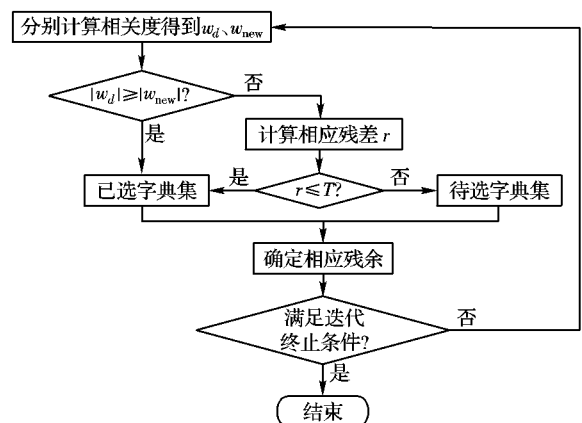 分别计算相关度得到w_d、w_new
|w_d|≥|w_new|?
否
是
计算相应残差 r
已选字典集
是
r≤T?
否
待选字典集
确定相应残余
满足迭代
终止条件?
否
是
结束